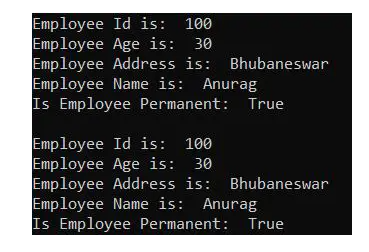 Employee Id is:  100
Employee Age is:  30
Employee Address is:  Bhubaneswar
Employee Name is:  Anurag
Is Employee Permanent:  True

Employee Id is:  100
Employee Age is:  30
Employee Address is:  Bhubaneswar
Employee Name is:  Anurag
Is Employee Permanent:  True